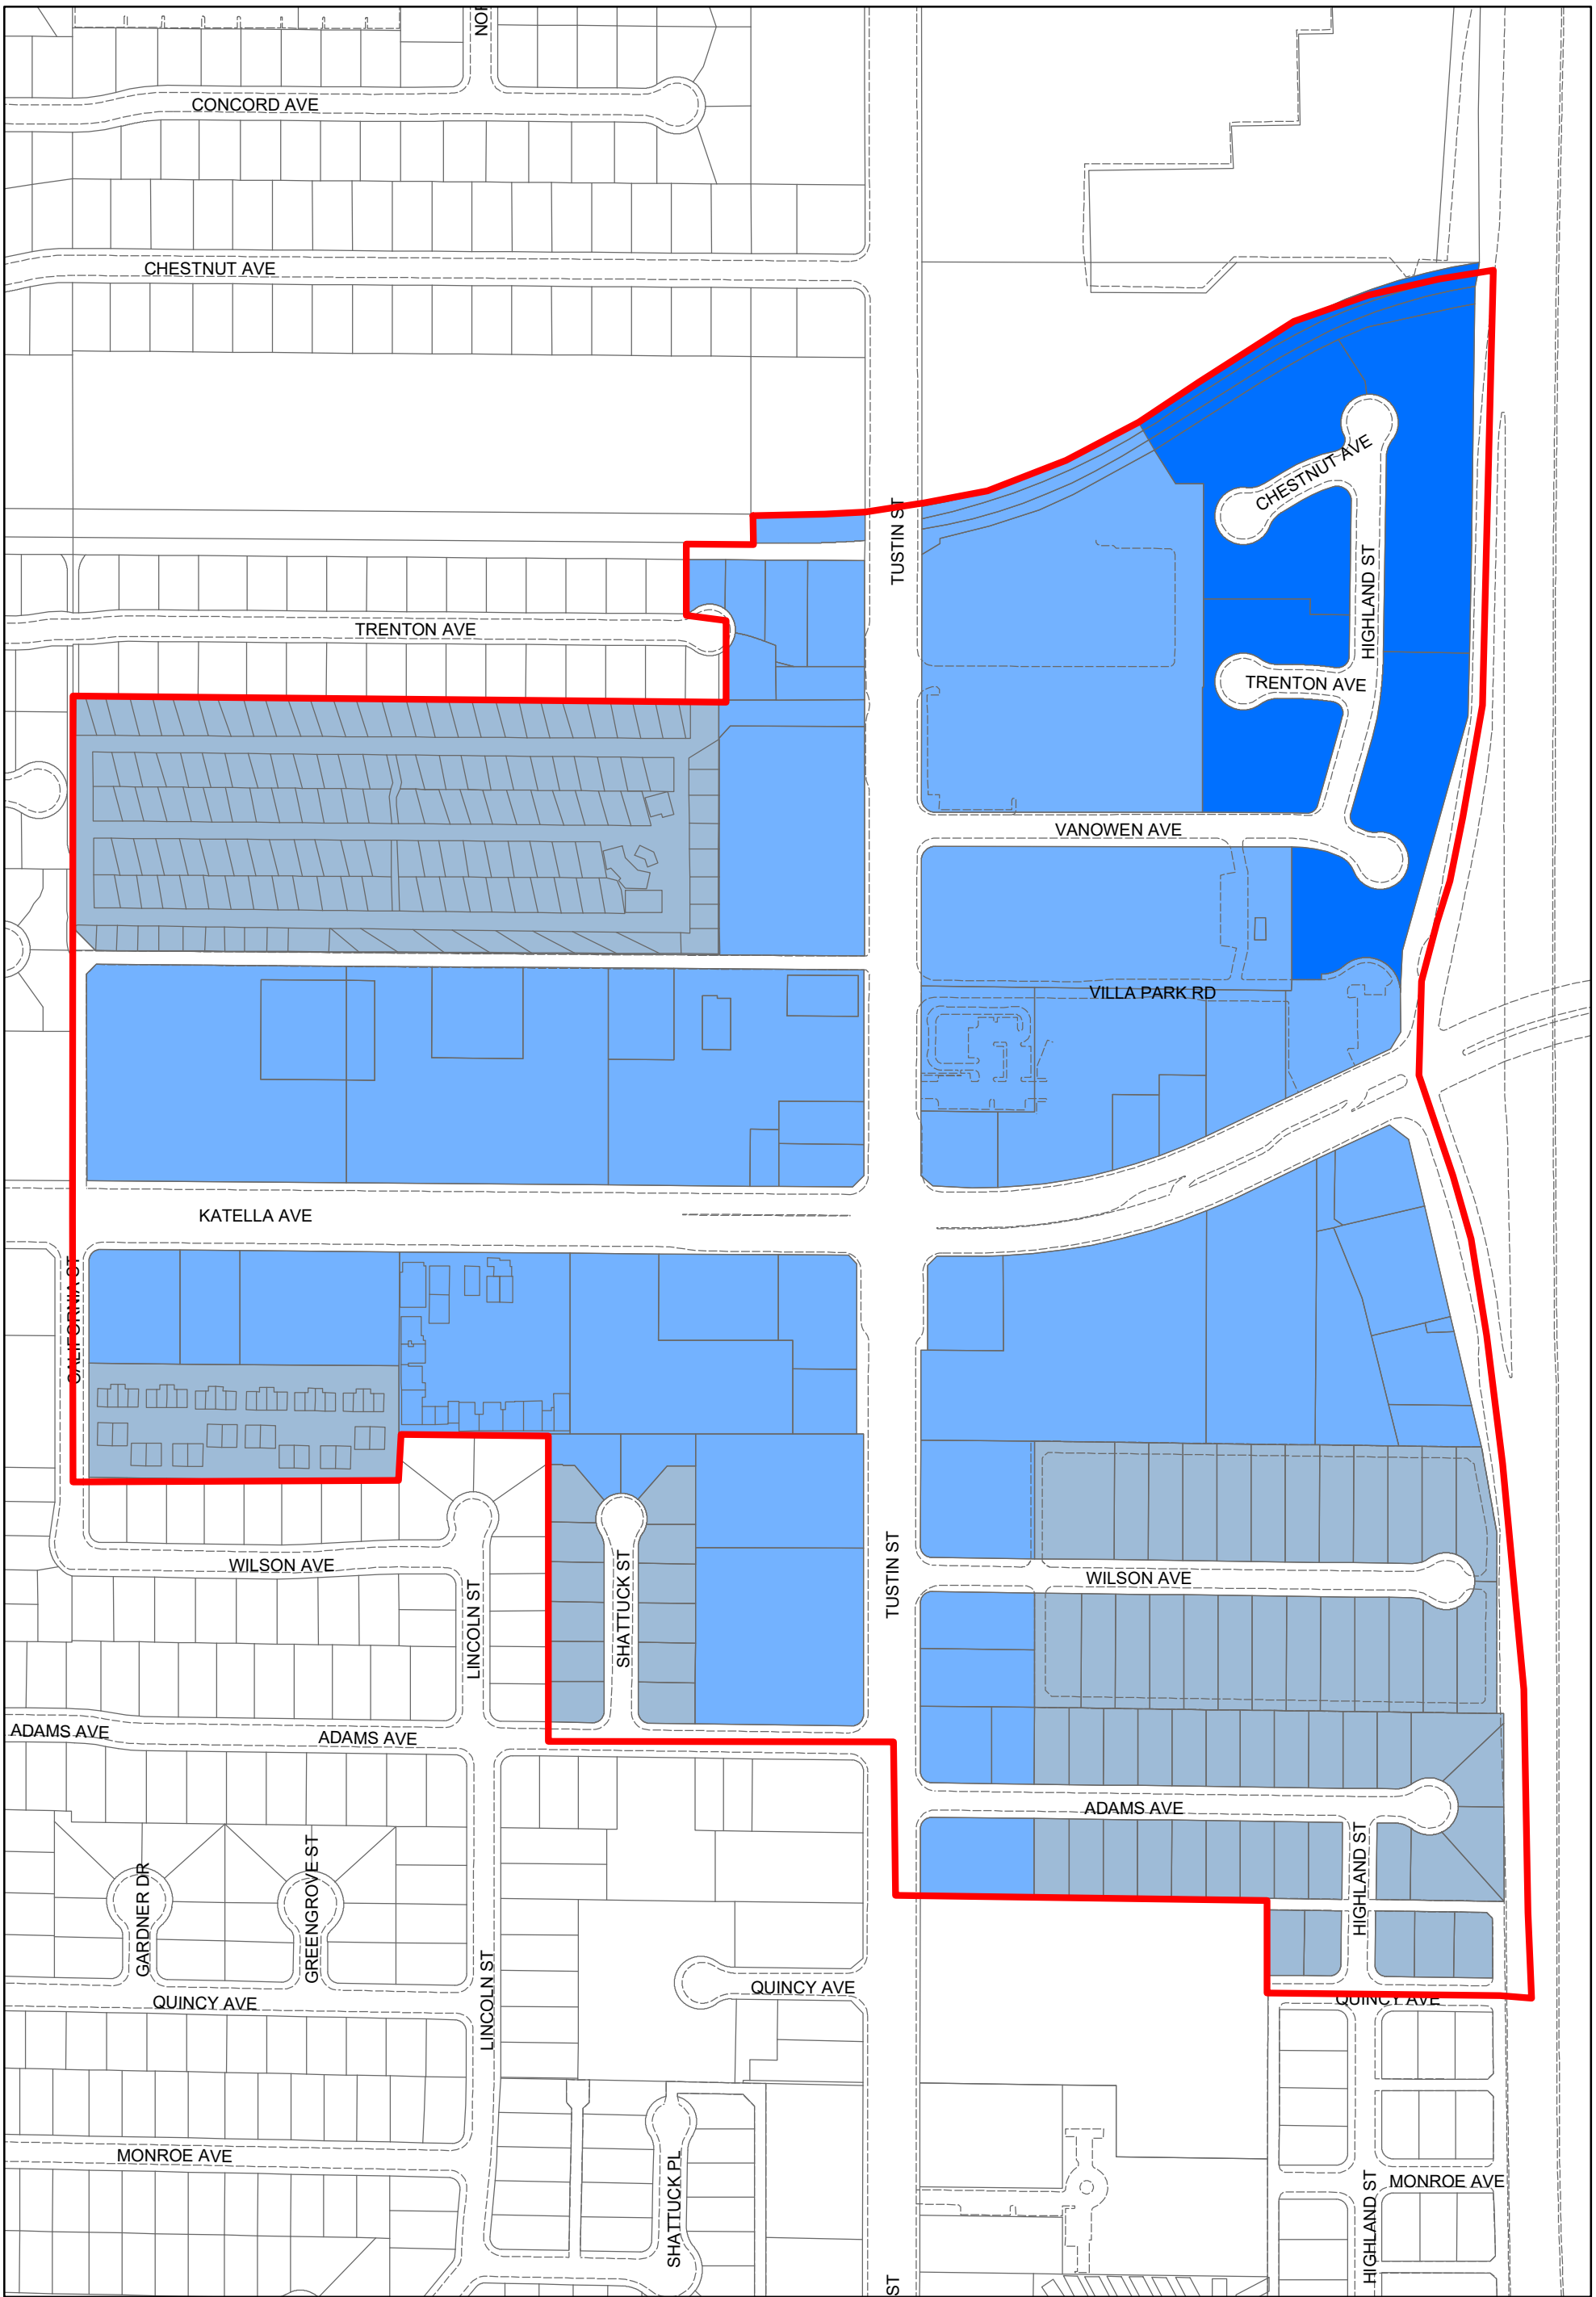 NOR
CONCORD AVE
CHESTNUT AVE
CHESTNUT AVE
TUSTIN ST
HIGHLAND ST
TRENTON AVE
TRENTON AVE
VANOWEN AVE
VILLA PARK RD
KATELLA AVE
CALIFORNIA ST
WILSON AVE
LINCOLN ST
SHATTUCK ST
TUSTIN ST
WILSON AVE
ADAMS AVE
ADAMS AVE
ADAMS AVE
HIGHLAND ST
GARDNER DR
GREENGROVE ST
LINCOLN ST
QUINCY AVE
QUINCY AVE
QUINCY AVE
MONROE AVE
SHATTUCK PL
MONROE AVE
HIGHLAND ST
ST